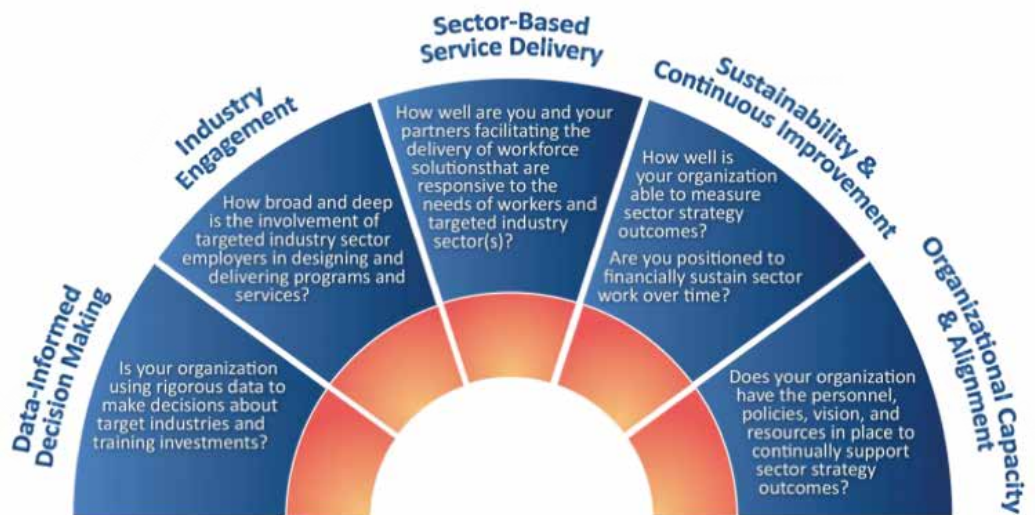 Data-Informed
Decision Making
Is your organization
using rigorous data to
make decisions about
target industries and
training investments?
Industry
Engagement
How broad and deep
is the involvement of
targeted industry sector
employers in designing and
delivering programs and
services?
Sector-Based
Service Delivery
How well are you and your
partners facilitating the
delivery of workforce
solutionsthat are
responsive to the
needs of workers and
targeted industry
sector(s)?
Sustainability &
Continuous Improvement
How well is
your organization
able to measure
sector strategy
outcomes?
Are you positioned to
financially sustain sector
work over time?
Organizational Capacity
& Alignment
Does your organization
have the personnel,
policies, vision, and
resources in place to
continually support
sector strategy
outcomes?